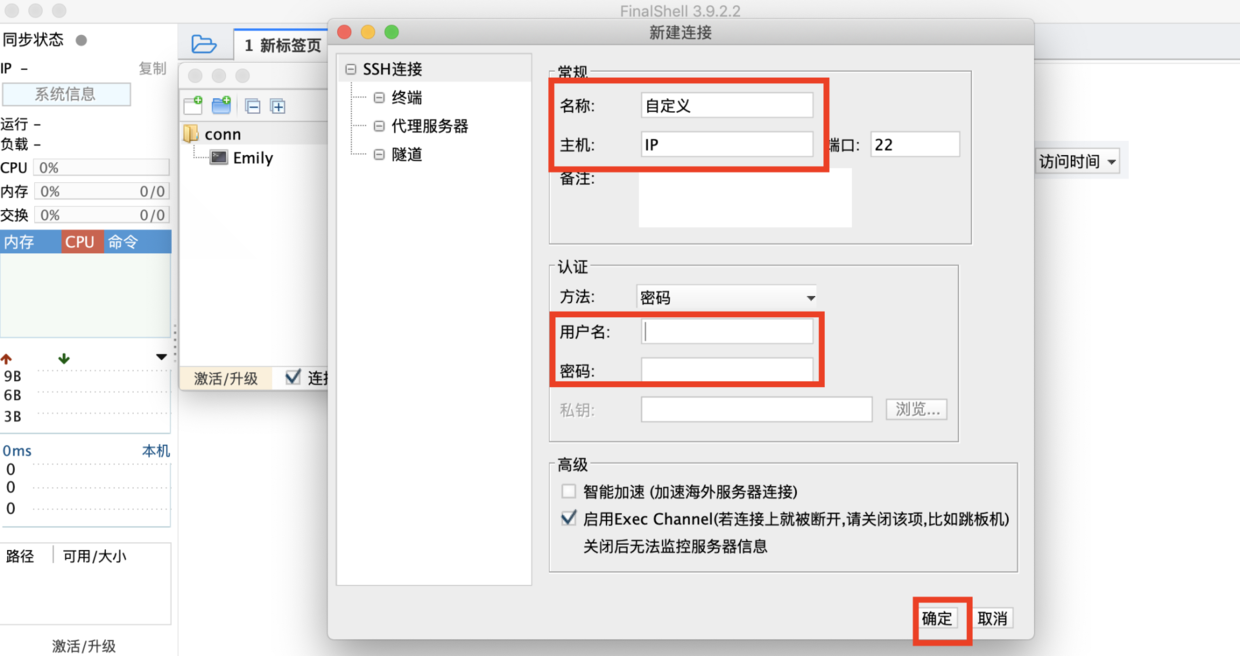 FinalShell 3.9.2.2
同步状态
IP -
复制
系统信息
运行 -
负载 -
CPU 0%
内存 0% 0/0
交换 0% 0/0
内存 CPU 命令
9B
6B
3B
0ms 本机
0
0
0
路径 可用/大小
激活/升级
1 新标签页
conn
Emily
激活/升级 连接
新建连接
SSH连接
终端
代理服务器
隧道
常规
名称: 自定义
主机: IP 端口: 22
备注:
认证
方法: 密码
用户名:
密码:
私钥: 浏览...
高级
智能加速 (加速海外服务器连接)
启用Exec Channel(若连接上就被断开,请关闭该项,比如跳板机)
关闭后无法监控服务器信息
确定 取消
访问时间